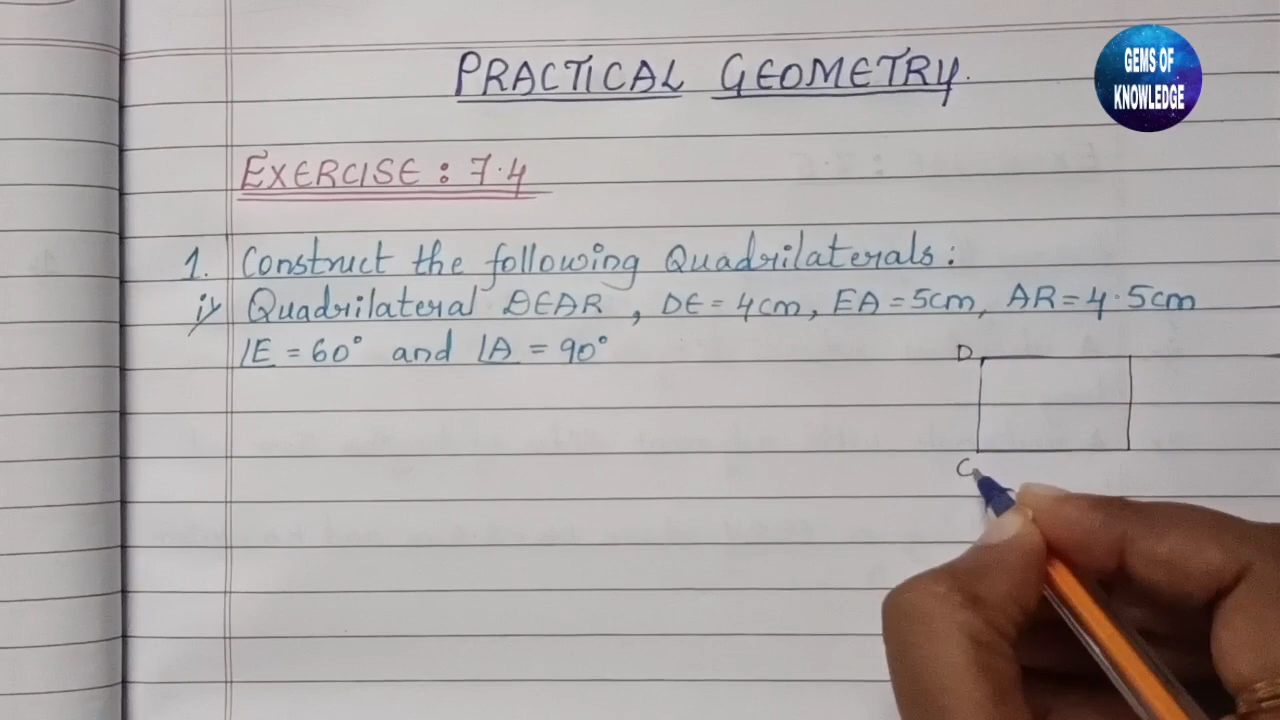 PRACTICAL GEOMETRY.
GEMS OF
KNOWLEDGE
EXERCISE : 7.4
1. Construct the following Quadrilaterals :
i) Quadrilateral DEAR , DE = 4cm, EA = 5cm, AR = 4.5cm
∠E = 60° and ∠A = 90°
D